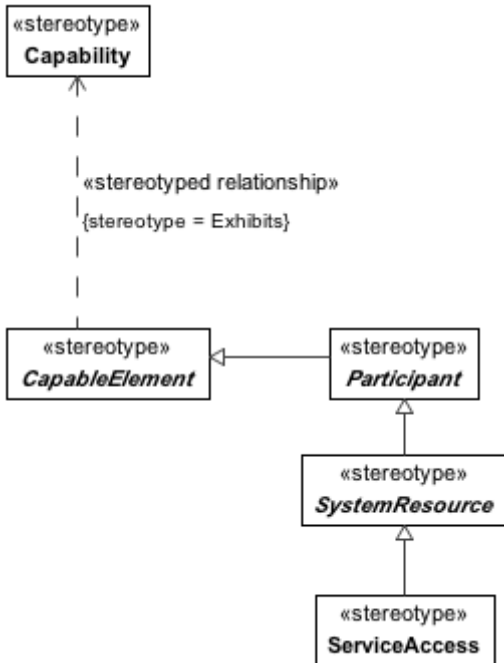 «stereotype»
Capability
«stereotyped relationship»
{stereotype = Exhibits}
«stereotype»
CapableElement
«stereotype»
Participant
«stereotype»
SystemResource
«stereotype»
ServiceAccess